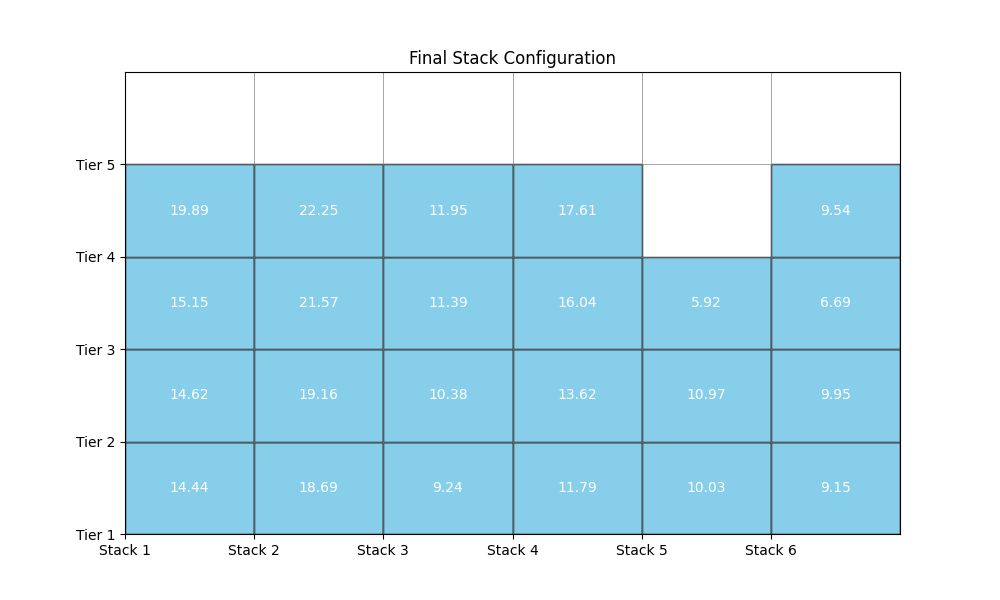 Final Stack Configuration
Tier 5
19.89 22.25 11.95 17.61 9.54
Tier 4
15.15 21.57 11.39 16.04 5.92 6.69
Tier 3
14.62 19.16 10.38 13.62 10.97 9.95
Tier 2
14.44 18.69 9.24 11.79 10.03 9.15
Tier 1
Stack 1 Stack 2 Stack 3 Stack 4 Stack 5 Stack 6